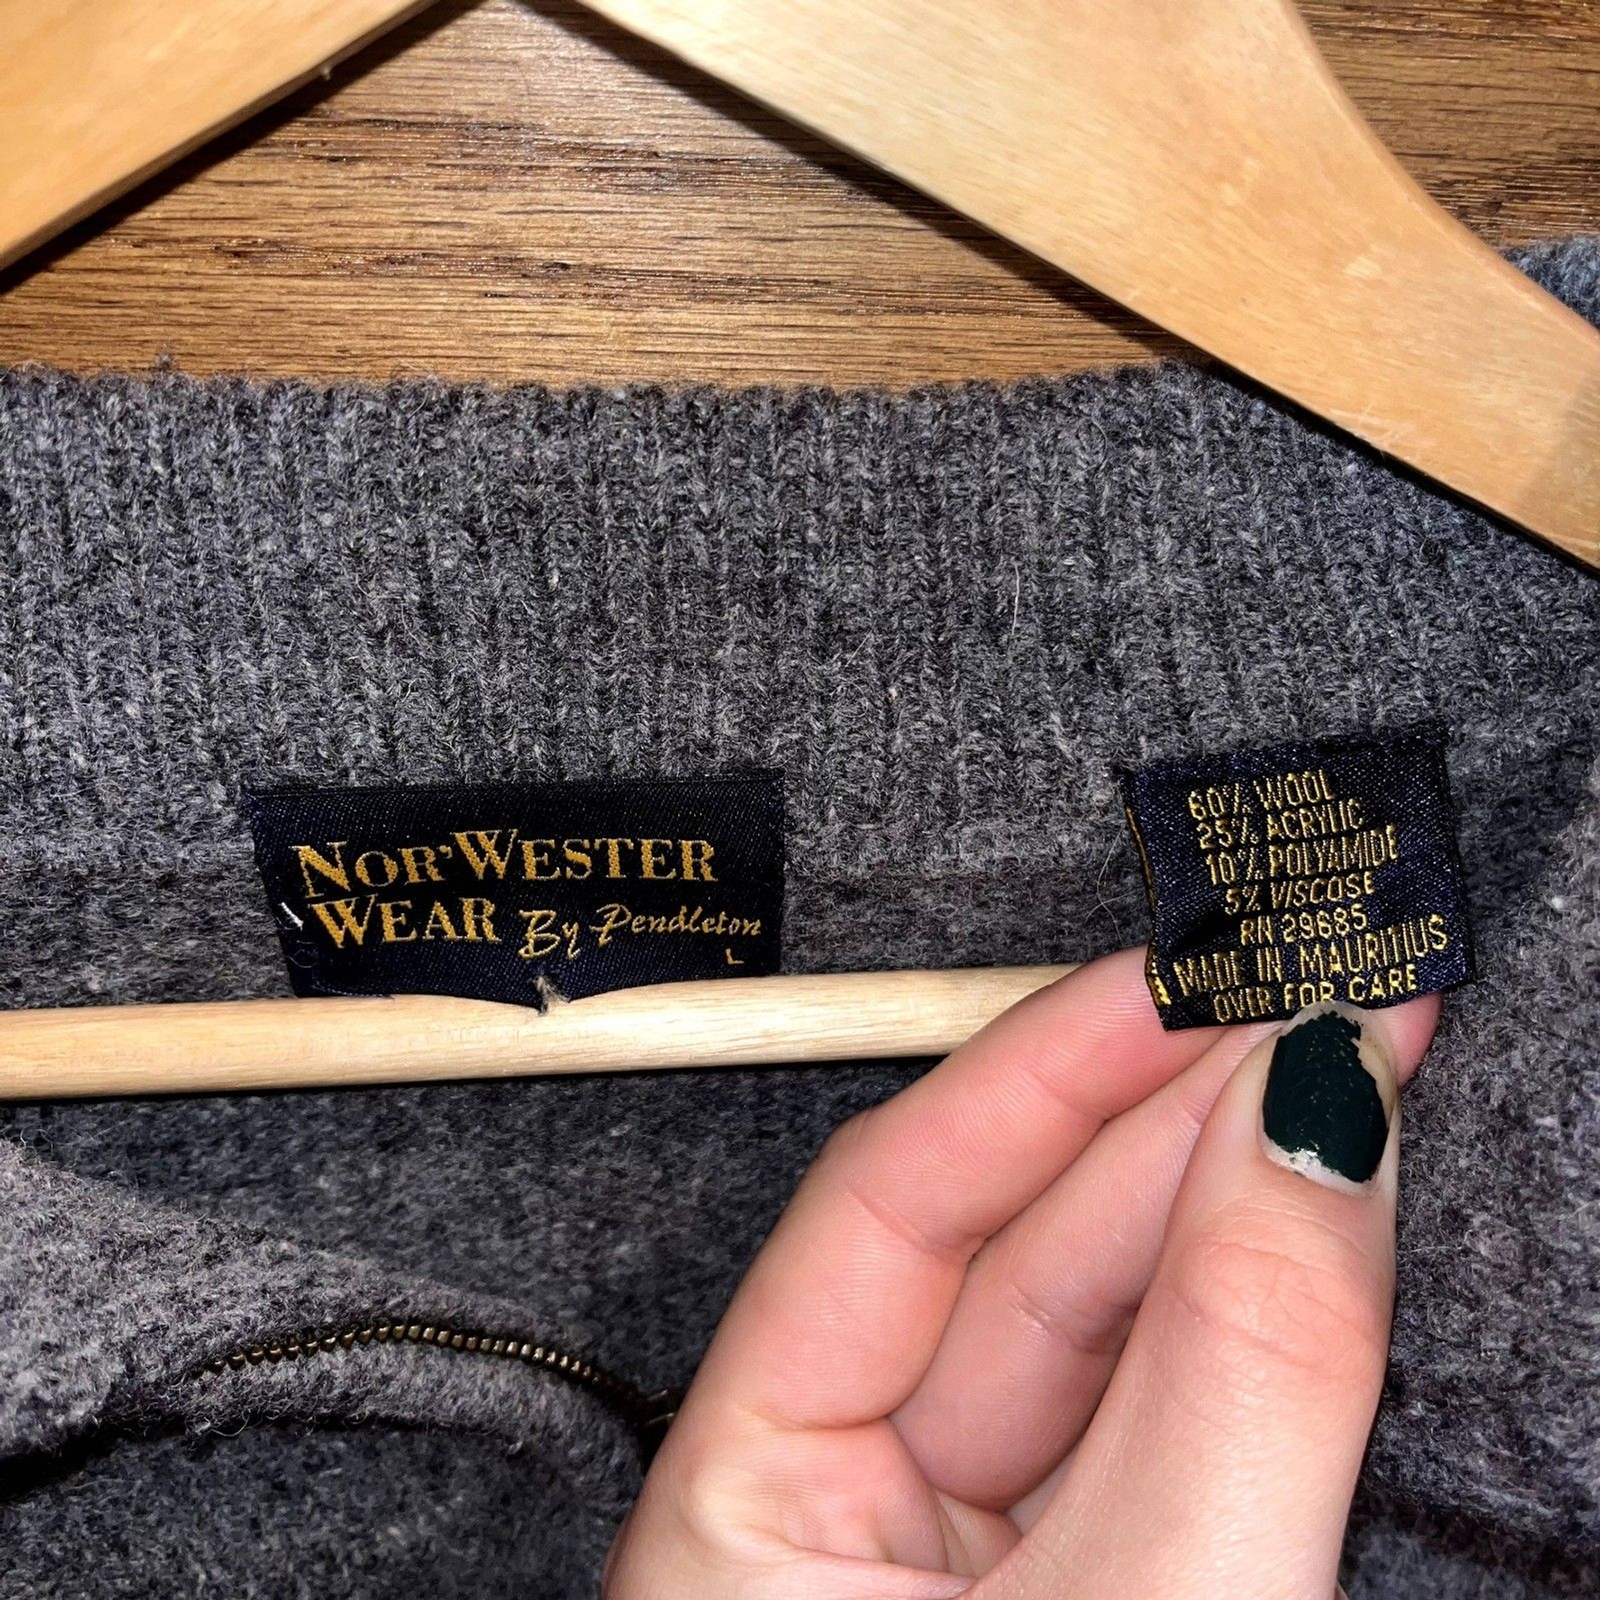 NOR'WESTER
WEAR By Pendleton
L
60% WOOL
25% ACRYLIC
10% POLYAMIDE
5% VISCOSE
RN 29685
MADE IN MAURITIUS
OVER FOR CARE